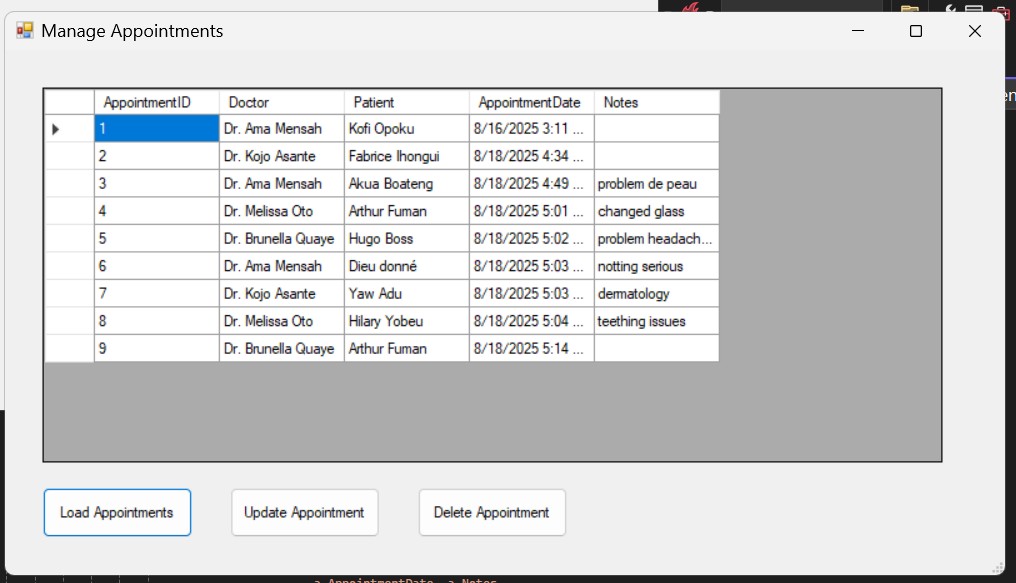 Manage Appointments
AppointmentID Doctor Patient AppointmentDate Notes
1 Dr. Ama Mensah Kofi Opoku 8/16/2025 3:11 ...
2 Dr. Kojo Asante Fabrice Ihongui 8/18/2025 4:34 ...
3 Dr. Ama Mensah Akua Boateng 8/18/2025 4:49 ... problem de peau
4 Dr. Melissa Oto Arthur Fuman 8/18/2025 5:01 ... changed glass
5 Dr. Brunella Quaye Hugo Boss 8/18/2025 5:02 ... problem headach...
6 Dr. Ama Mensah Dieu donné 8/18/2025 5:03 ... notting serious
7 Dr. Kojo Asante Yaw Adu 8/18/2025 5:03 ... dermatology
8 Dr. Melissa Oto Hilary Yobeu 8/18/2025 5:04 ... teething issues
9 Dr. Brunella Quaye Arthur Fuman 8/18/2025 5:14 ...
Load Appointments Update Appointment Delete Appointment
a.AppointmentDate, a.Notes